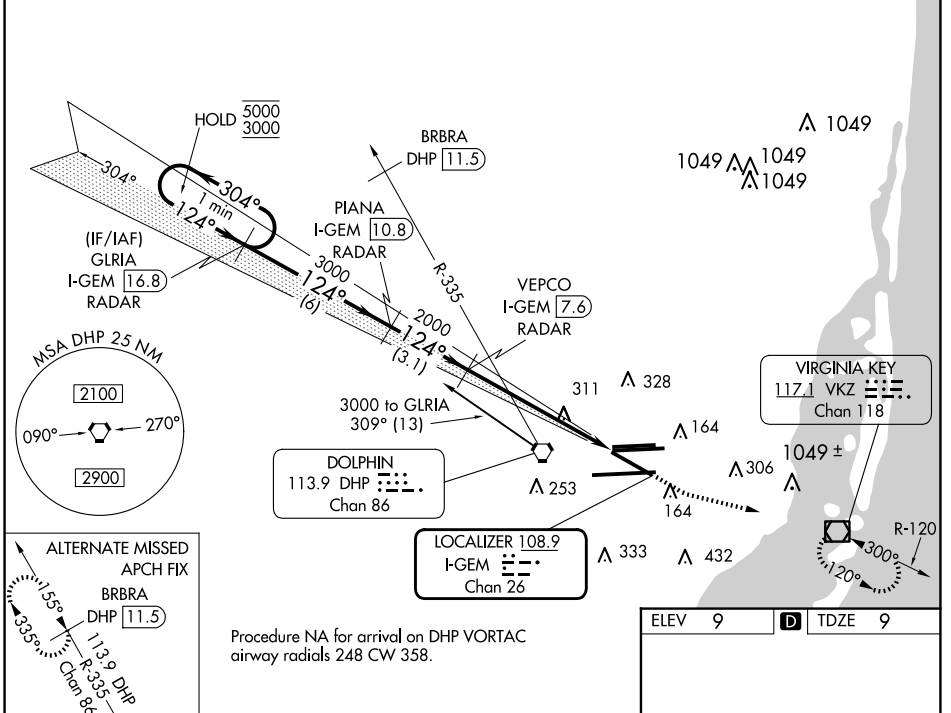 HOLD 5000
3000
BRBRA
DHP 11.5
1049
1049
1049
1049
304°
304°
1 min
124°
PIANA
I-GEM 10.8
RADAR
(IF/IAF)
GLRIA
I-GEM 16.8
RADAR
3000
124°
(6)
R-335
2000
124°
(3.1)
VEPCO
I-GEM 7.6
RADAR
MSA DHP 25 NM
2100
090°
270°
2900
3000 to GLRIA
309° (13)
311
328
164
VIRGINIA KEY
117.1 VKZ
Chan 118
1049 ±
306
DOLPHIN
113.9 DHP
Chan 86
253
164
LOCALIZER 108.9
I-GEM
Chan 26
333
432
R-120
300°
120°
ALTERNATE MISSED
APCH FIX
BRBRA
DHP 11.5
155°
335°
113.9 DHP
R-335
Chan 86
Procedure NA for arrival on DHP VORTAC
airway radials 248 CW 358.
ELEV 9 D TDZE 9